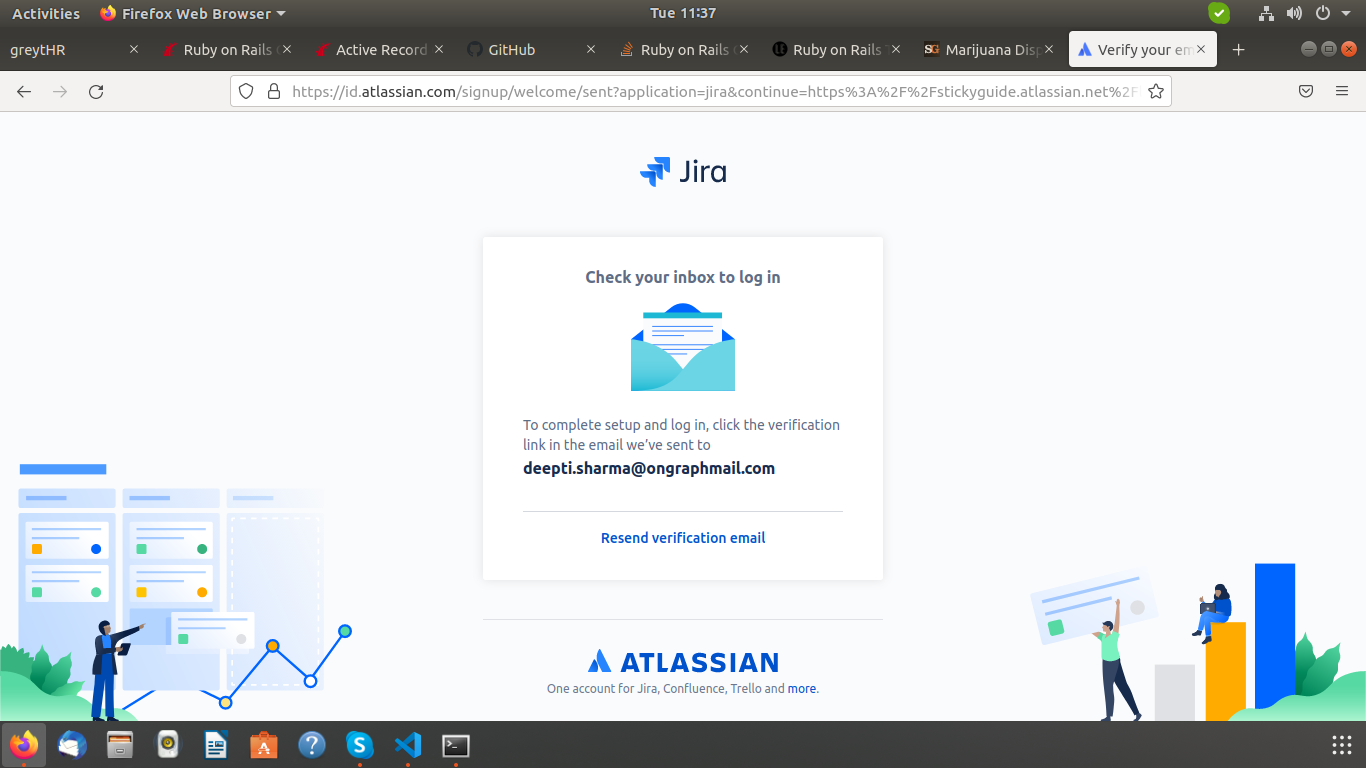 Activities
Firefox Web Browser
Tue 11:37
greytHR
Ruby on Rails
Active Record
GitHub
Ruby on Rails
Ruby on Rails
Marijuana Disp
Verify your em
https://id.atlassian.com/signup/welcome/sent?application=jira&continue=https%3A%2F%2Fstickyguide.atlassian.net%2F
Jira
Check your inbox to log in
To complete setup and log in, click the verification
link in the email we've sent to
deepti.sharma@ongraphmail.com
Resend verification email
ATLASSIAN
One account for Jira, Confluence, Trello and more.